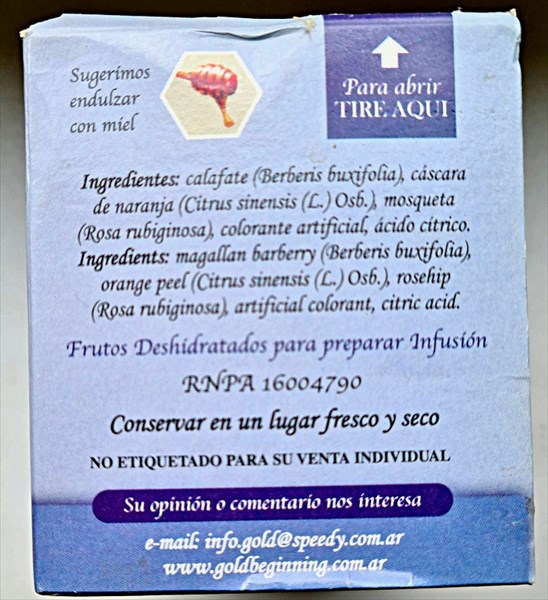 Sugerimos
endulzar
con miel
Para abrir
TIRE AQUI
Ingredientes: calafate (Berberis buxifolia), cáscara
de naranja (Citrus sinensis (L.) Osb.), mosqueta
(Rosa rubiginosa), colorante artificial, ácido cítrico.
Ingredients: magallan barberry (Berberis buxifolia),
orange peel (Citrus sinensis (L.) Osb.), rosehip
(Rosa rubiginosa), artificial colorant, citric acid.
Frutos Deshidratados para preparar Infusión
RNPA 16004790
Conservar en un lugar fresco y seco
NO ETIQUETADO PARA SU VENTA INDIVIDUAL
Su opinión o comentario nos interesa
e-mail: info.gold@speedy.com.ar
www.goldbeginning.com.ar